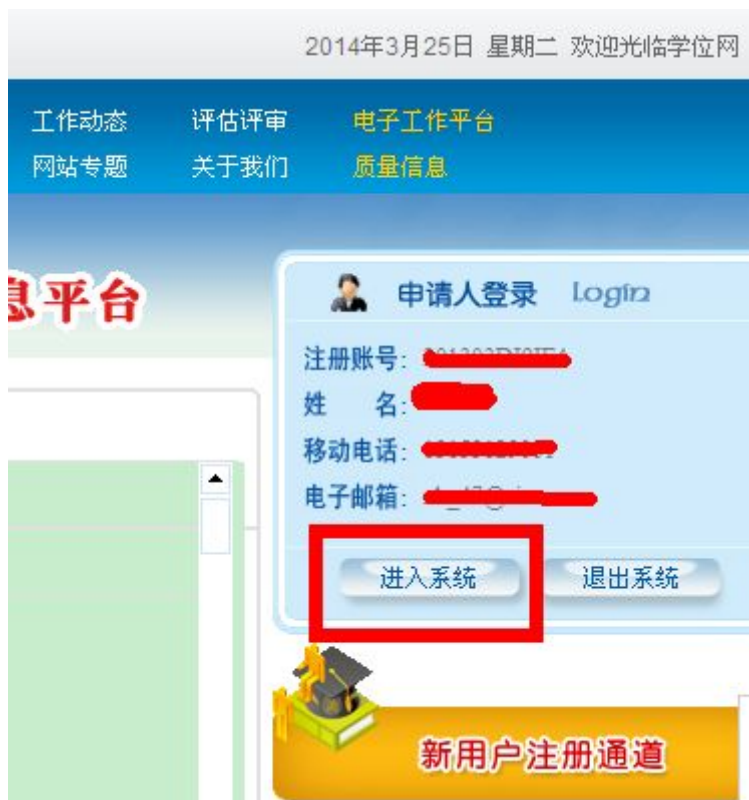 2014年3月25日 星期二 欢迎光临学位网
工作动态 评估评审 电子工作平台
网站专题 关于我们 质量信息
息平台
申请人登录 Login
注册账号:
姓 名:
移动电话:
电子邮箱:
进入系统 退出系统
新用户注册通道